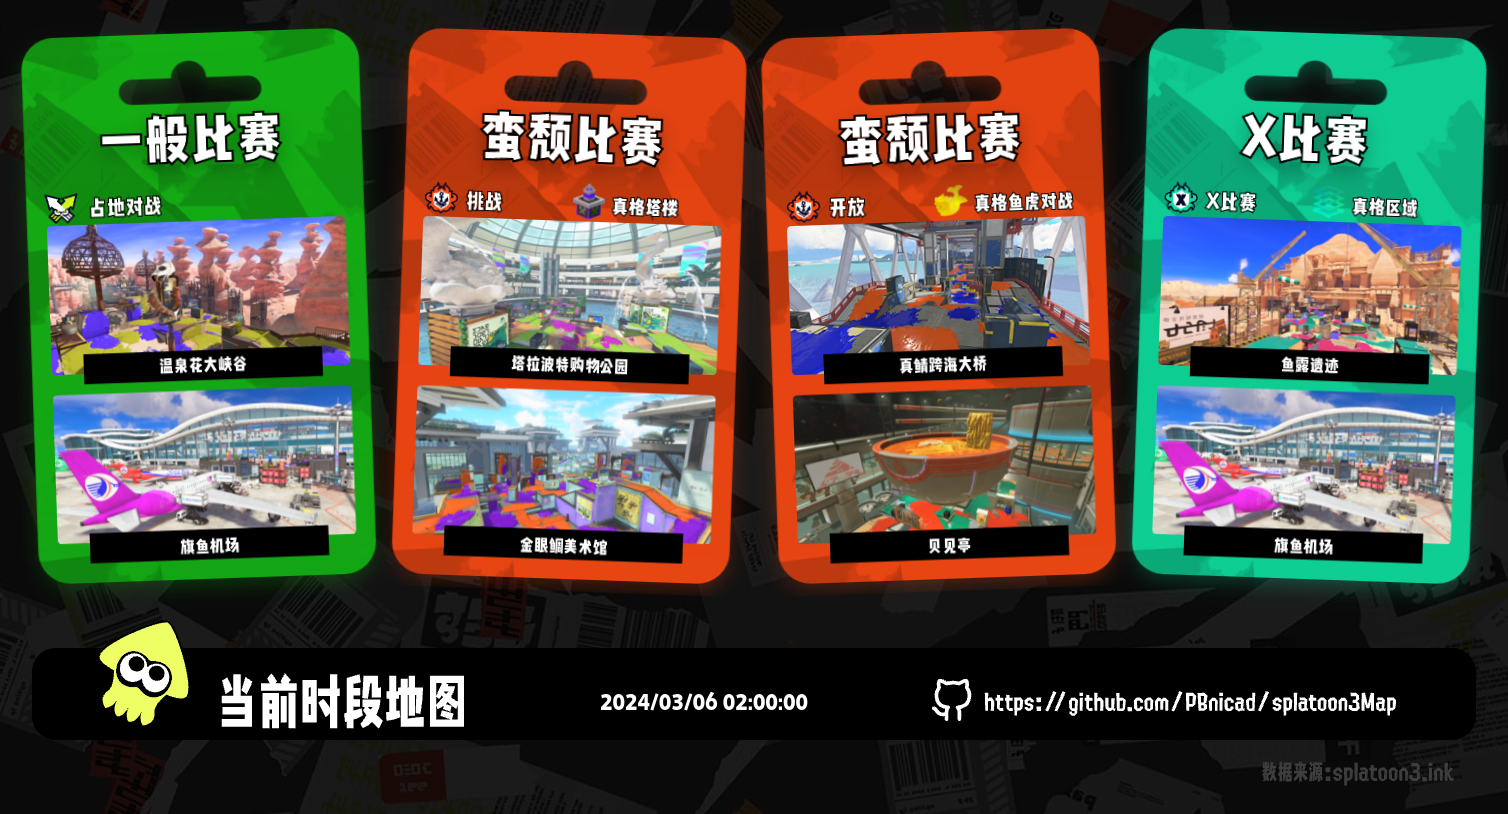 一般比赛
占地对战
温泉花大峡谷
旗鱼机场
蛮颓比赛
挑战
真格塔楼
塔拉波特购物公园
金眼鲷美术馆
蛮颓比赛
开放
真格鱼虎对战
真鲭跨海大桥
贝见亭
X比赛
X比赛
真格区域
鱼露遗迹
旗鱼机场
当前时段地图
2024/03/06 02:00:00
https://github.com/PBnicad/splatoon3Map
数据来源:splatoon3.ink